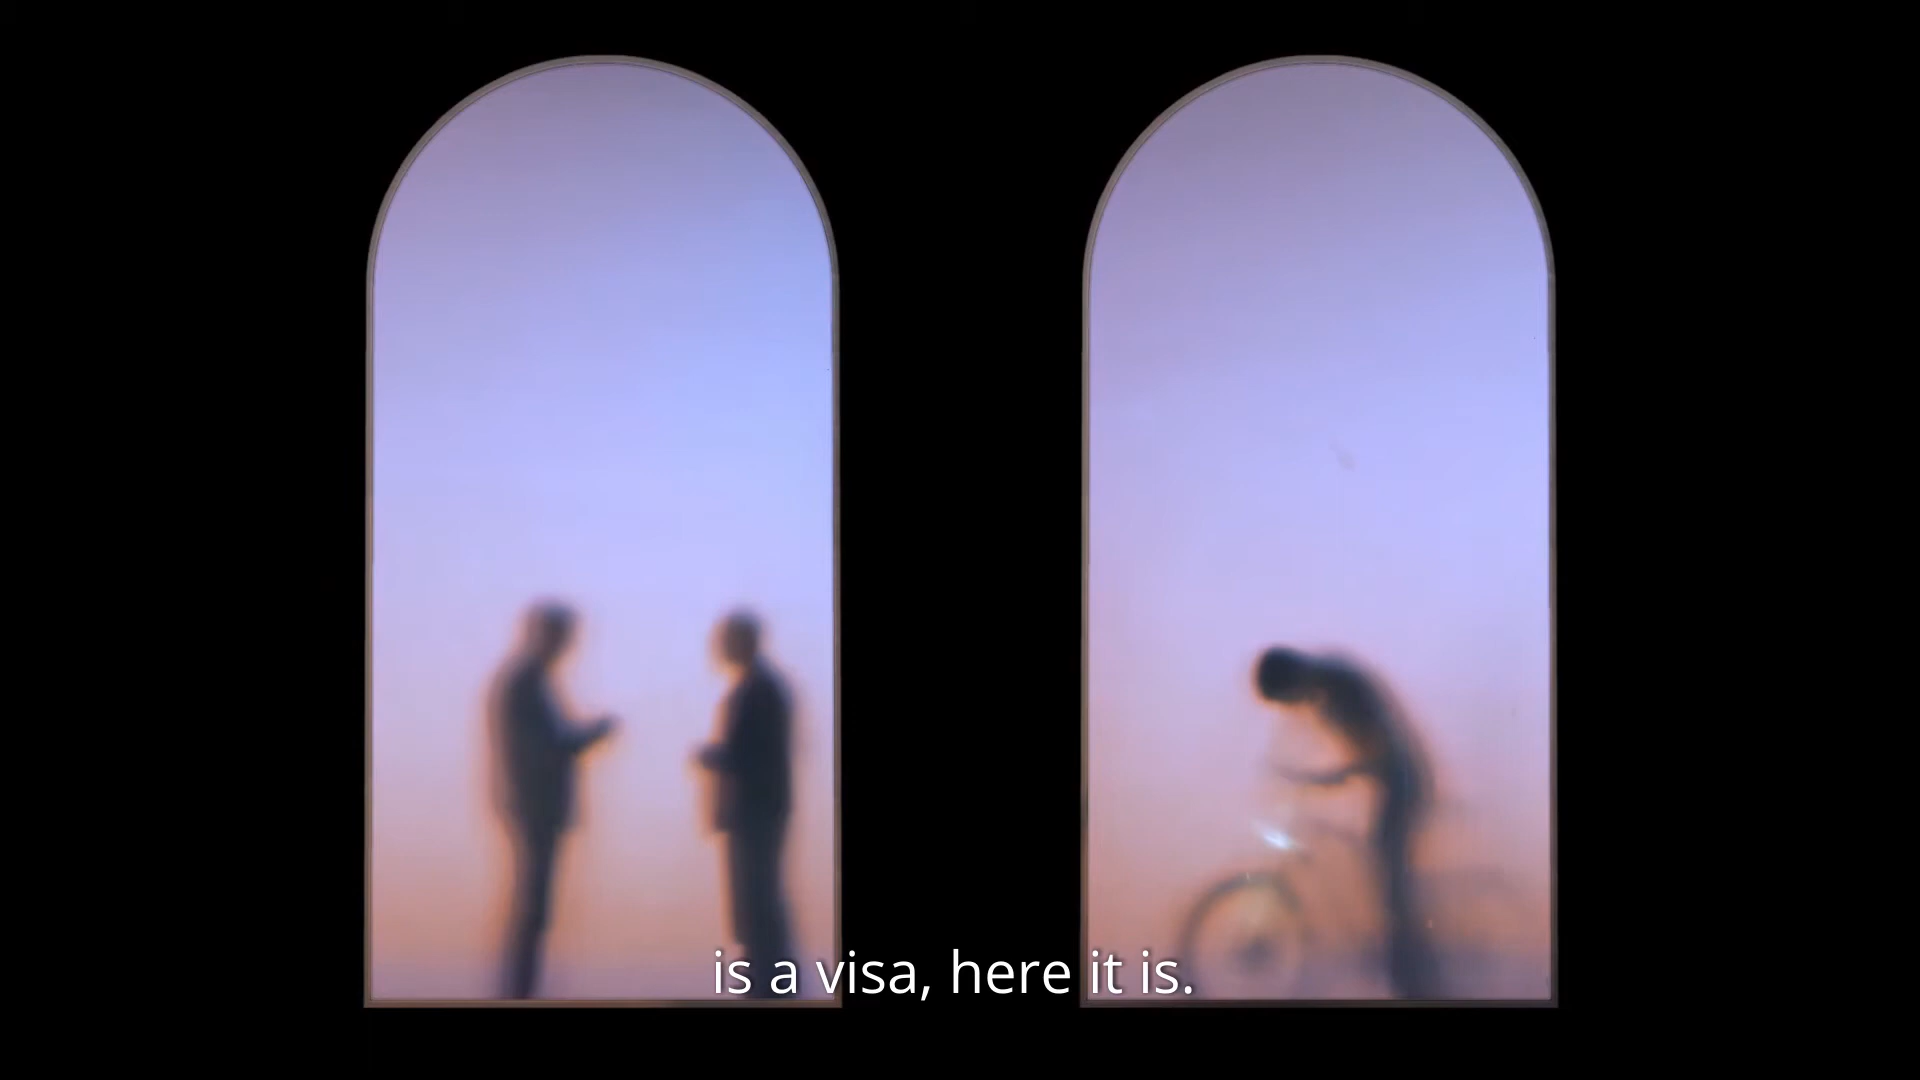 is a visa, here it is.